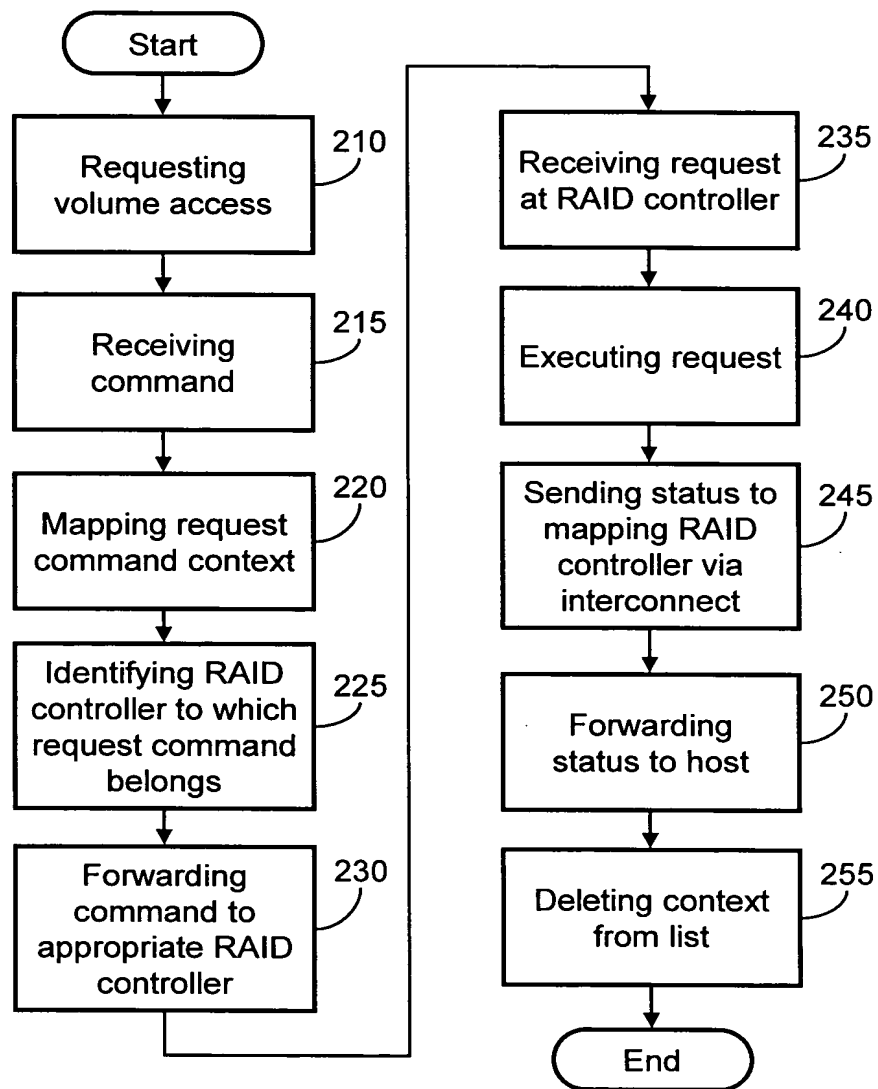 Start
210
Requesting
volume access
215
Receiving
command
220
Mapping request
command context
225
Identifying RAID
controller to which
request command
belongs
230
Forwarding
command to
appropriate RAID
controller
235
Receiving request
at RAID controller
240
Executing request
245
Sending status to
mapping RAID
controller via
interconnect
250
Forwarding
status to host
255
Deleting context
from list
End